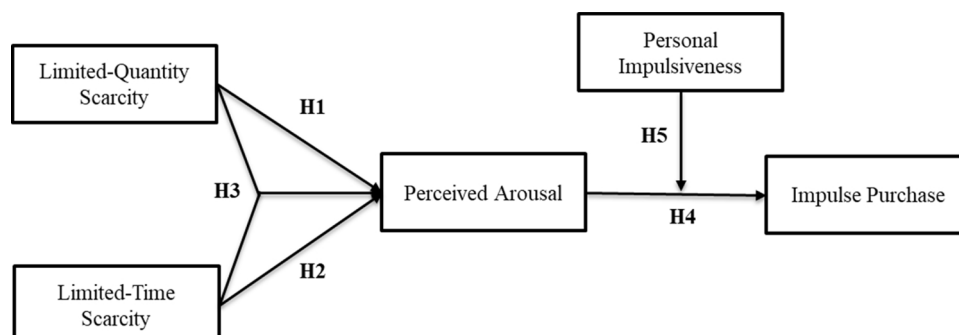 Personal
Impulsiveness
Limited-Quantity
Scarcity
H1
H5
H3
Perceived Arousal
Impulse Purchase
H4
H2
Limited-Time
Scarcity